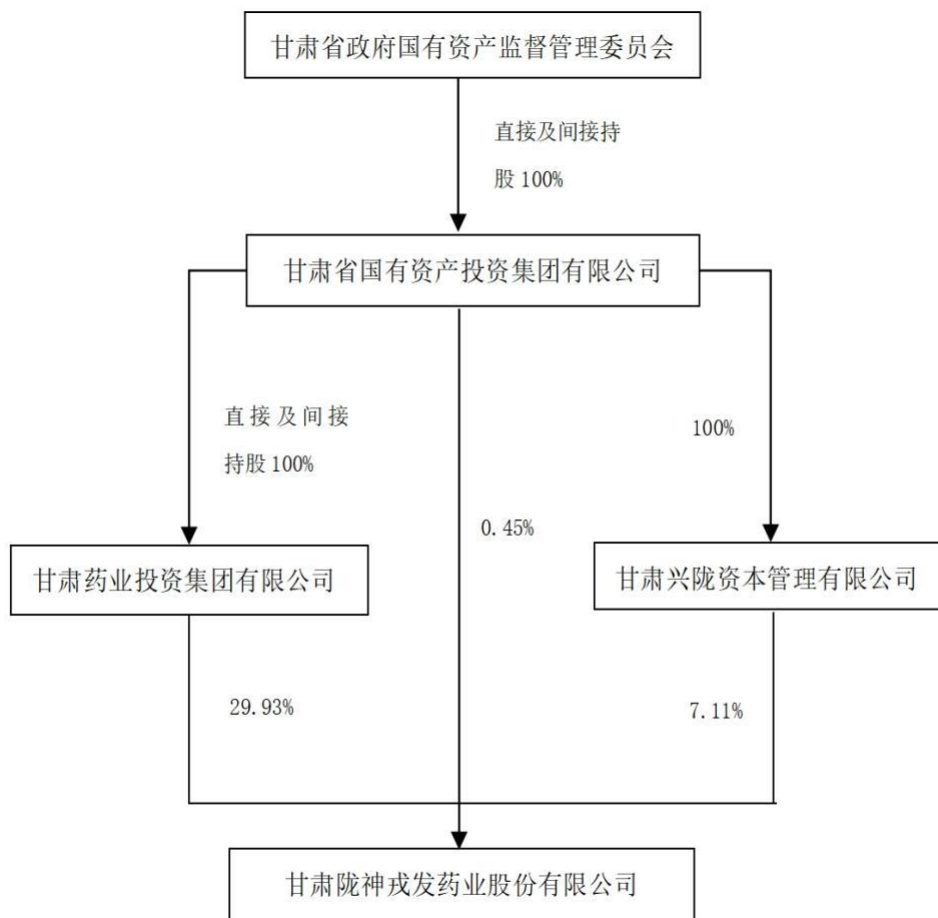 甘肃省政府国有资产监督管理委员会
直接及间接持
股 100%
甘肃省国有资产投资集团有限公司
直接及间接
持股 100%
100%
0.45%
甘肃药业投资集团有限公司
甘肃兴陇资本管理有限公司
29.93%
7.11%
甘肃陇神戎发药业股份有限公司